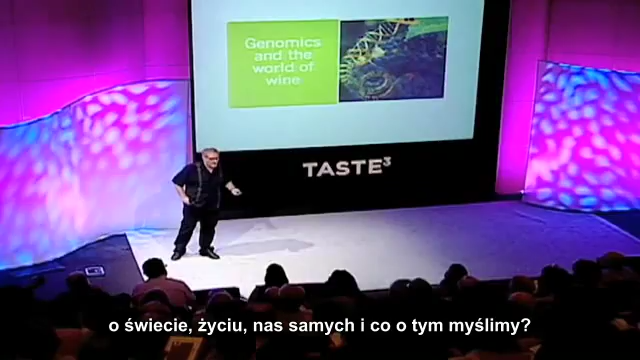 Genomics
and the
world of
wine
TASTE³
o świecie, życiu, nas samych i co o tym myślimy?